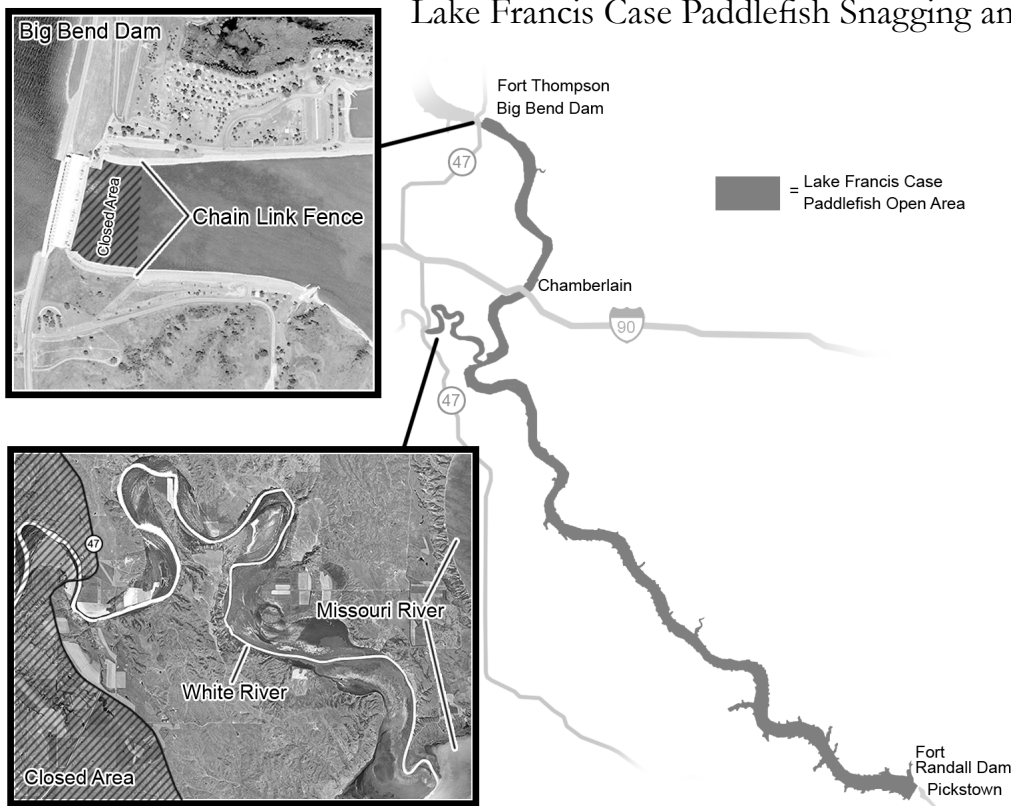 Lake Francis Case Paddlefish Snagging an
Big Bend Dam
Closed Area
Chain Link Fence
Fort Thompson
Big Bend Dam
47
= Lake Francis Case
Paddlefish Open Area
Chamberlain
90
47
47
Missouri River
White River
Closed Area
Fort
Randall Dam
Pickstown